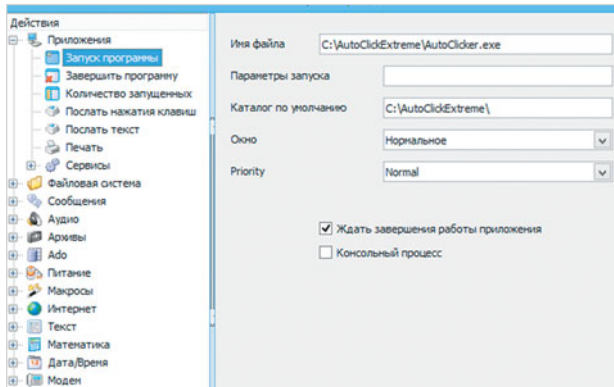 Действия
Приложения
Запуск программы
Завершить программу
Количество запущенных
Послать нажатия клавиш
Послать текст
Печать
Сервисы
Файловая система
Сообщения
Аудио
Архивы
Ado
Питание
Макросы
Интернет
Текст
Математика
Дата/Время
Модем
Имя файла C:\AutoClickExtreme\AutoClicker.exe
Параметры запуска
Каталог по умолчанию C:\AutoClickExtreme\
Окно Нормальное
Priority Normal
Ждать завершения работы приложения
Консольный процесс